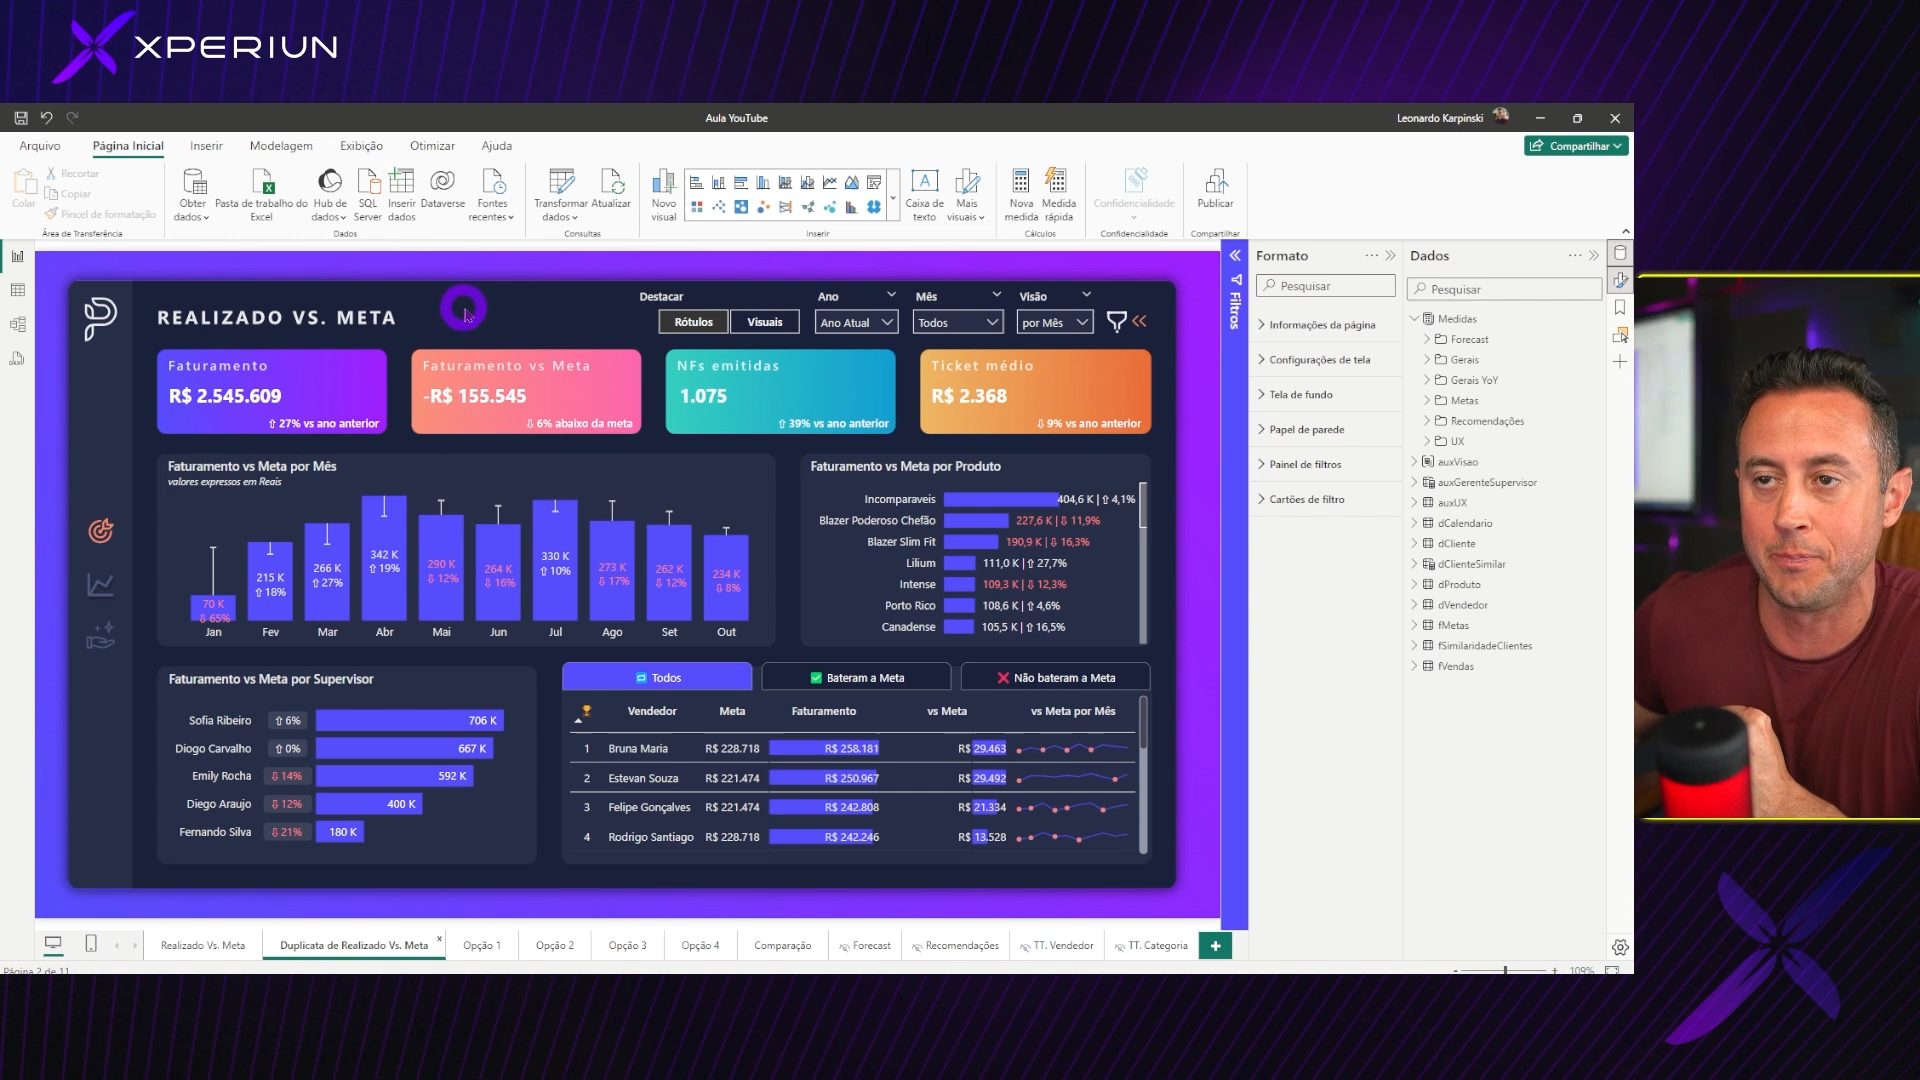 XPERIUN
Aula YouTube
Leonardo Karpinski
Arquivo
Página Inicial
Inserir
Modelagem
Exibição
Otimizar
Ajuda
Compartilhar
Colar
Recortar
Copiar
Pincel de formatação
Área de Transferência
Obter dados
Pasta de trabalho do Excel
Hub de dados
SQL Server
Inserir dados
Dataverse
Fontes recentes
Dados
Transformar dados
Atualizar
Consultas
Novo visual
Caixa de texto
Mais visuais
Inserir
Nova medida
Medida rápida
Cálculos
Confidencialidade
Confidencialidade
Publicar
Compartilhar
REALIZADO VS. META
Destacar
Rótulos
Visuais
Ano
Ano Atual
Mês
Todos
Visão
por Mês
Faturamento
R$ 2.545.609
⇧ 27% vs ano anterior
Faturamento vs Meta
-R$ 155.545
⇩ 6% abaixo da meta
NFs emitidas
1.075
⇧ 39% vs ano anterior
Ticket médio
R$ 2.368
⇩ 9% vs ano anterior
Faturamento vs Meta por Mês
valores expressos em Reais
70 K
⇩ 65%
Jan
215 K
⇧ 18%
Fev
266 K
⇧ 27%
Mar
342 K
⇧ 19%
Abr
290 K
⇩ 12%
Mai
264 K
⇩ 16%
Jun
330 K
⇧ 10%
Jul
273 K
⇩ 17%
Ago
262 K
⇩ 12%
Set
234 K
⇩ 8%
Out
Faturamento vs Meta por Produto
Incomparaveis 404,6 K | ⇧ 4,1%
Blazer Poderoso Chefão 227,6 K | ⇩ 11,9%
Blazer Slim Fit 190,9 K | ⇩ 16,3%
Lilium 111,0 K | ⇧ 27,7%
Intense 109,3 K | ⇩ 12,3%
Porto Rico 108,6 K | ⇧ 4,6%
Canadense 105,5 K | ⇧ 16,5%
Faturamento vs Meta por Supervisor
Sofia Ribeiro ⇧ 6% 706 K
Diogo Carvalho ⇧ 0% 667 K
Emily Rocha ⇩ 14% 592 K
Diego Araujo ⇩ 12% 400 K
Fernando Silva ⇩ 21% 180 K
Todos
Bateram a Meta
Não bateram a Meta
Vendedor Meta Faturamento vs Meta vs Meta por Mês
1 Bruna Maria R$ 228.718 R$ 258.181 R$ 29.463
2 Estevan Souza R$ 221.474 R$ 250.967 R$ 29.492
3 Felipe Gonçalves R$ 221.474 R$ 242.808 R$ 21.334
4 Rodrigo Santiago R$ 228.718 R$ 242.246 R$ 13.528
Filtros
Formato
Pesquisar
Informações da página
Configurações de tela
Tela de fundo
Papel de parede
Painel de filtros
Cartões de filtro
Dados
Pesquisar
Medidas
Forecast
Gerais
Gerais YoY
Metas
Recomendações
UX
auxVisao
auxGerenteSupervisor
auxUX
dCalendario
dCliente
dClienteSimilar
dProduto
dVendedor
fMetas
fSimilaridadeClientes
fVendas
Realizado Vs. Meta
Duplicata de Realizado Vs. Meta
Opção 1
Opção 2
Opção 3
Opção 4
Comparação
Forecast
Recomendações
TT. Vendedor
TT. Categoria
Página 2 de 11
109%